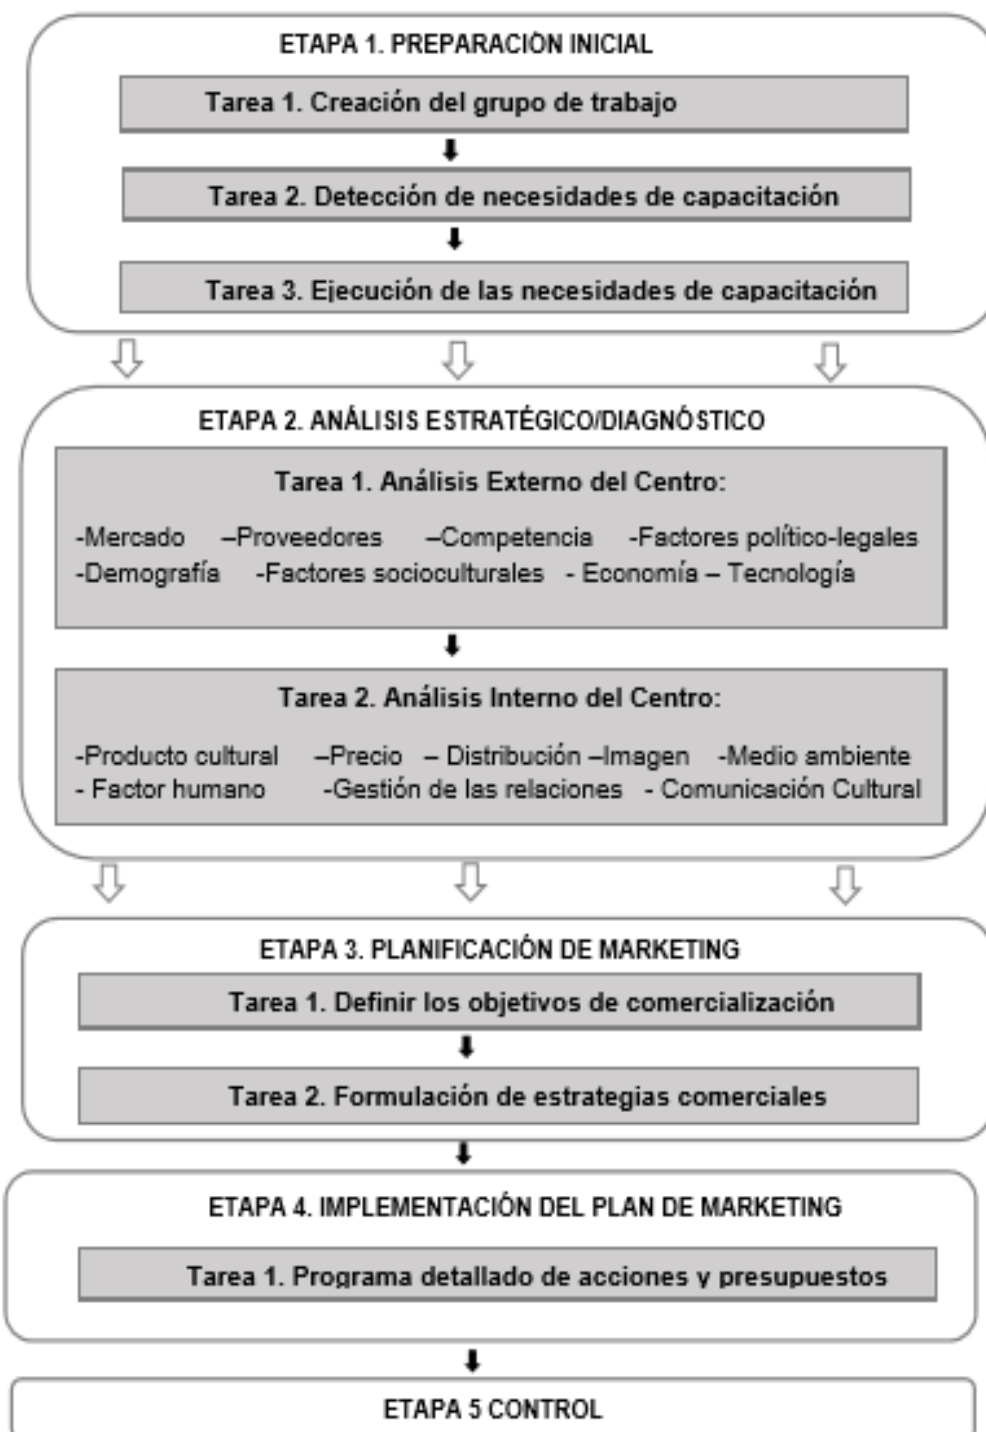 ETAPA 1. PREPARACIÓN INICIAL
Tarea 1. Creación del grupo de trabajo
Tarea 2. Detección de necesidades de capacitación
Tarea 3. Ejecución de las necesidades de capacitación
ETAPA 2. ANÁLISIS ESTRATÉGICO/DIAGNÓSTICO
Tarea 1. Análisis Externo del Centro:
-Mercado –Proveedores –Competencia -Factores político-legales
-Demografía -Factores socioculturales - Economía – Tecnología
Tarea 2. Análisis Interno del Centro:
-Producto cultural –Precio – Distribución –Imagen -Medio ambiente
- Factor humano -Gestión de las relaciones - Comunicación Cultural
ETAPA 3. PLANIFICACIÓN DE MARKETING
Tarea 1. Definir los objetivos de comercialización
Tarea 2. Formulación de estrategias comerciales
ETAPA 4. IMPLEMENTACIÓN DEL PLAN DE MARKETING
Tarea 1. Programa detallado de acciones y presupuestos
ETAPA 5 CONTROL